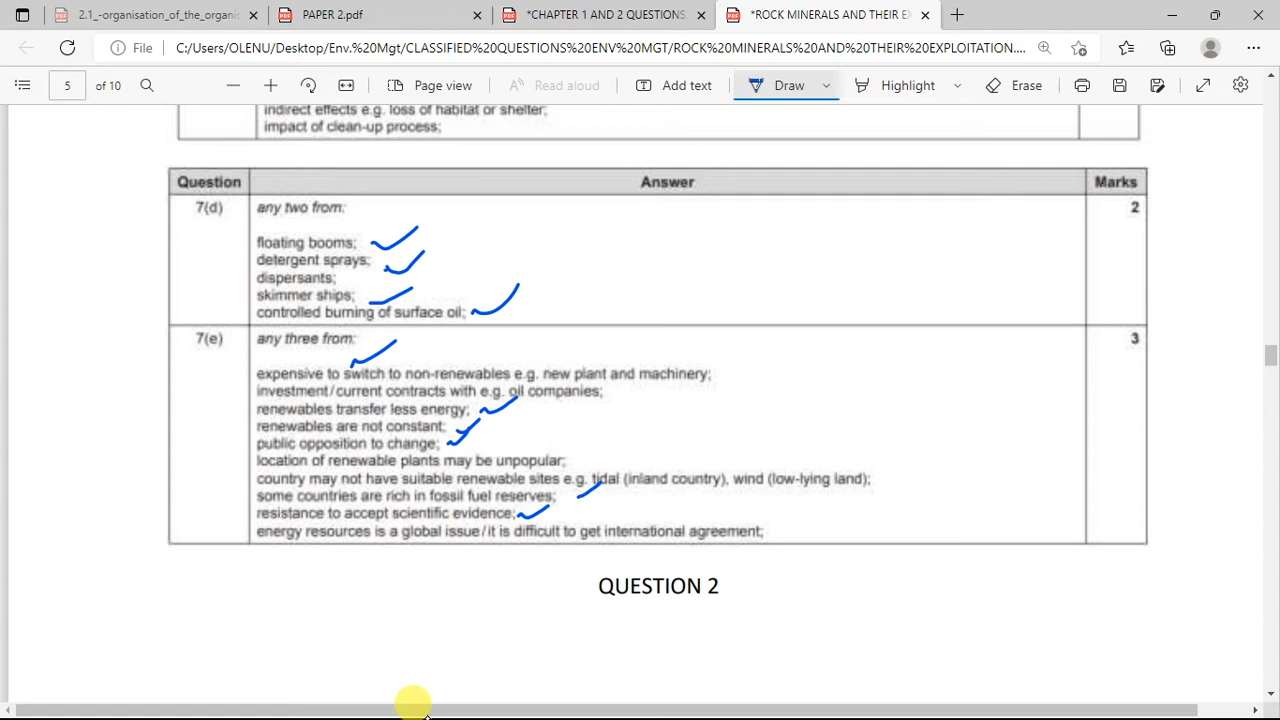 2.1_-organisation_of_the_organi
PAPER 2.pdf
*CHAPTER 1 AND 2 QUESTIONS
*ROCK MINERALS AND THEIR EX
File
C:/Users/OLENU/Desktop/Env.%20Mgt/CLASSIFIED%20QUESTIONS%20ENV%20MGT/ROCK%20MINERALS%20AND%20THEIR%20EXPLOITATION....
5 of 10
Page view
Read aloud
Add text
Draw
Highlight
Erase
indirect effects e.g. loss of habitat or shelter;
impact of clean-up process;
Question Answer Marks
7(d) any two from: 2
floating booms;
detergent sprays;
dispersants;
skimmer ships;
controlled burning of surface oil;
7(e) any three from: 3
expensive to switch to non-renewables e.g. new plant and machinery;
investment/current contracts with e.g. oil companies;
renewables transfer less energy;
renewables are not constant;
public opposition to change;
location of renewable plants may be unpopular;
country may not have suitable renewable sites e.g. tidal (inland country), wind (low-lying land);
some countries are rich in fossil fuel reserves;
resistance to accept scientific evidence;
energy resources is a global issue/it is difficult to get international agreement;
QUESTION 2